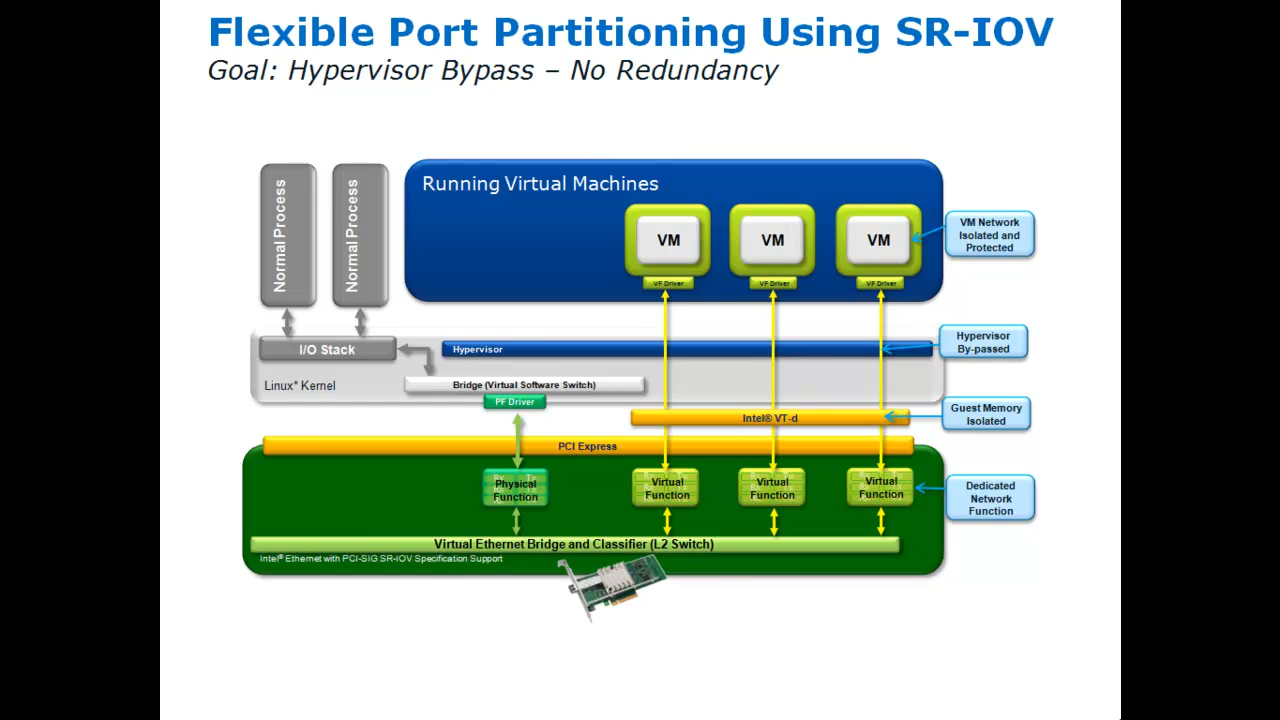 Flexible Port Partitioning Using SR-IOV
Goal: Hypervisor Bypass – No Redundancy
Normal Process
Normal Process
Running Virtual Machines
VM
VM
VM
VF Driver
VF Driver
VF Driver
VM Network
Isolated and
Protected
I/O Stack
Hypervisor
Hypervisor
By-passed
Linux* Kernel
Bridge (Virtual Software Switch)
PF Driver
Intel® VT-d
Guest Memory
Isolated
PCI Express
Physical
Function
Virtual
Function
Virtual
Function
Virtual
Function
Dedicated
Network
Function
Virtual Ethernet Bridge and Classifier (L2 Switch)
Intel® Ethernet with PCI-SIG SR-IOV Specification Support